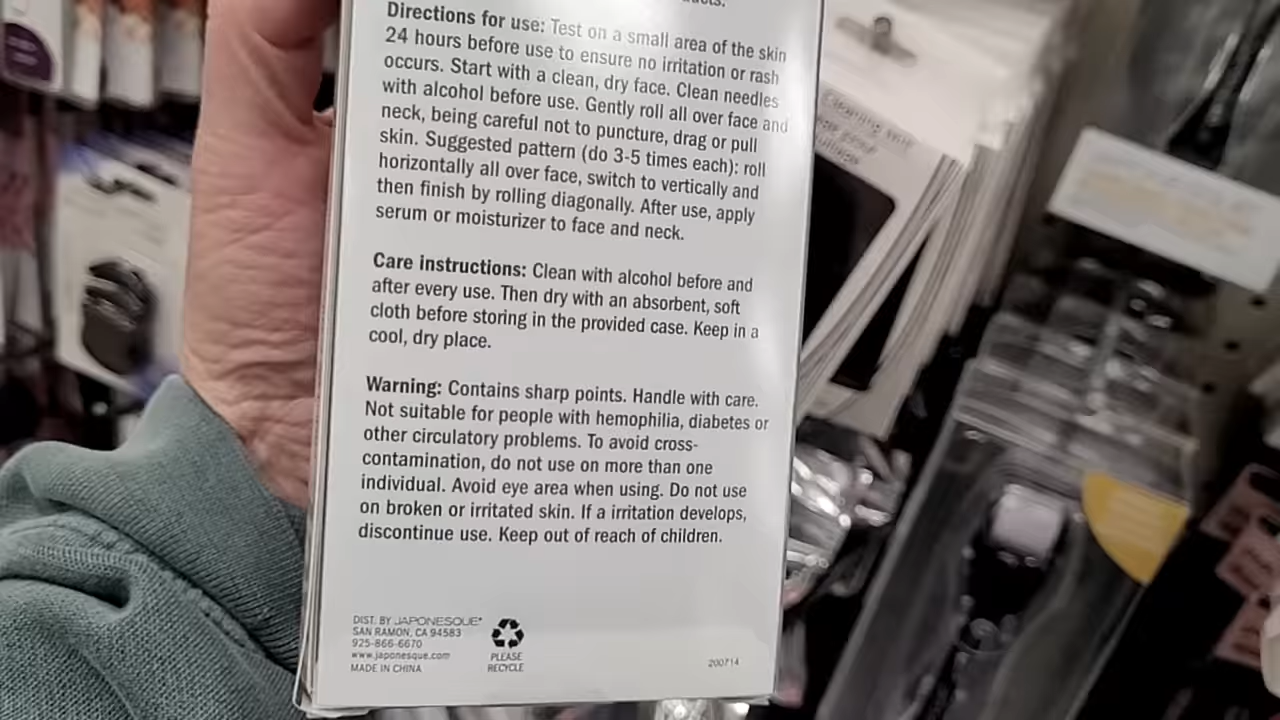 Directions for use: Test on a small area of the skin
24 hours before use to ensure no irritation or rash
occurs. Start with a clean, dry face. Clean needles
with alcohol before use. Gently roll all over face and
neck, being careful not to puncture, drag or pull
skin. Suggested pattern (do 3-5 times each): roll
horizontally all over face, switch to vertically and
then finish by rolling diagonally. After use, apply
serum or moisturizer to face and neck.
Care instructions: Clean with alcohol before and
after every use. Then dry with an absorbent, soft
cloth before storing in the provided case. Keep in a
cool, dry place.
Warning: Contains sharp points. Handle with care.
Not suitable for people with hemophilia, diabetes or
other circulatory problems. To avoid cross-
contamination, do not use on more than one
individual. Avoid eye area when using. Do not use
on broken or irritated skin. If a irritation develops,
discontinue use. Keep out of reach of children.
DIST. BY JAPONESQUE®
SAN RAMON, CA 94583
925-866-6670
www.japonesque.com
MADE IN CHINA
PLEASE
RECYCLE
200714